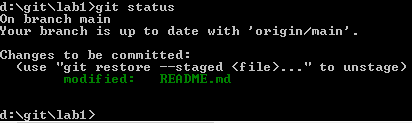 d:\git\lab1>git status
On branch main
Your branch is up to date with 'origin/main'.
Changes to be committed:
(use "git restore --staged <file>..." to unstage)
modified: README.md
d:\git\lab1>